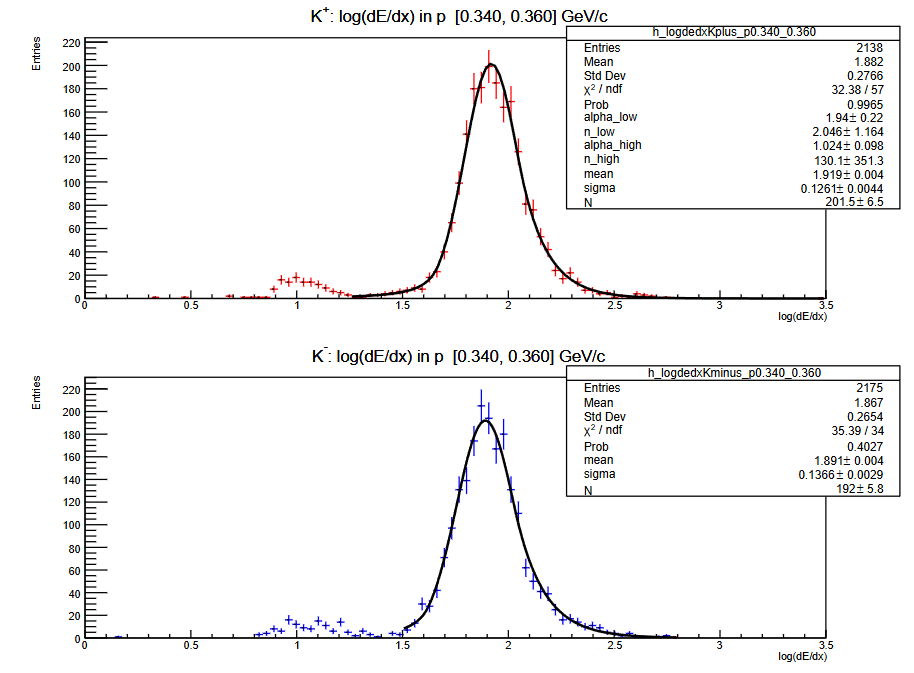 K+: log(dE/dx) in p [0.340, 0.360] GeV/c
h_logdedxKplus_p0.340_0.360
Entries 2138
Mean 1.882
Std Dev 0.2766
χ2 / ndf 32.38 / 57
Prob 0.9965
alpha_low 1.94± 0.22
n_low 2.046± 1.164
alpha_high 1.024± 0.098
n_high 130.1± 351.3
mean 1.919± 0.004
sigma 0.1261± 0.0044
N 201.5± 6.5
Entries
220
200
180
160
140
120
100
80
60
40
20
0
0 0.5 1 1.5 2 2.5 3 3.5
log(dE/dx)
K-: log(dE/dx) in p [0.340, 0.360] GeV/c
h_logdedxKminus_p0.340_0.360
Entries 2175
Mean 1.867
Std Dev 0.2654
χ2 / ndf 35.39 / 34
Prob 0.4027
mean 1.891± 0.004
sigma 0.1366± 0.0029
N 192± 5.8
Entries
220
200
180
160
140
120
100
80
60
40
20
0
0 0.5 1 1.5 2 2.5 3 3.5
log(dE/dx)